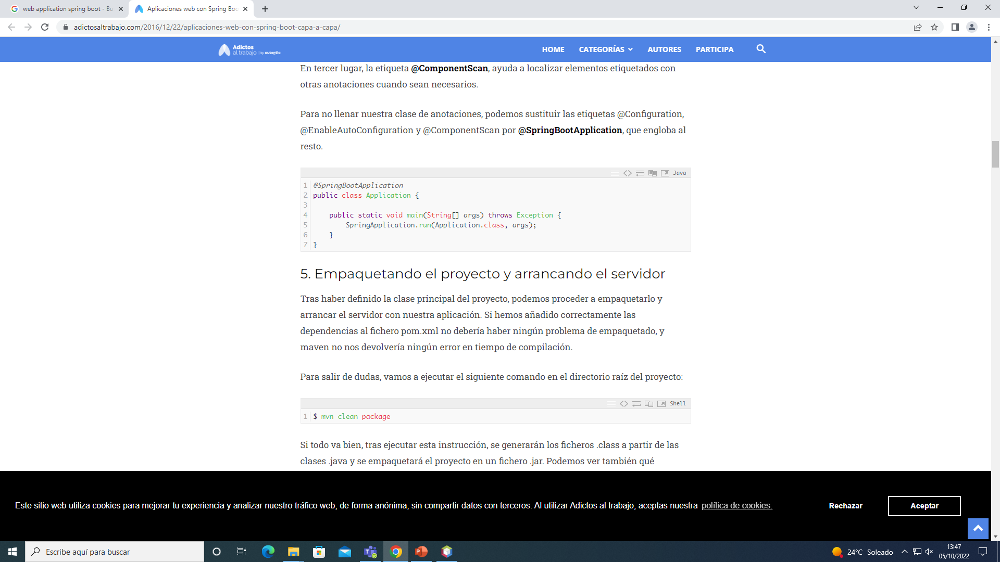 web application spring boot - Bu
Aplicaciones web con Spring Boo
adictosaltrabajo.com/2016/12/22/aplicaciones-web-con-spring-boot-capa-a-capa/
Adictos
al trabajo | by autentia
HOME
CATEGORÍAS
AUTORES
PARTICIPA
En tercer lugar, la etiqueta @ComponentScan, ayuda a localizar elementos etiquetados con
otras anotaciones cuando sean necesarios.
Para no llenar nuestra clase de anotaciones, podemos sustituir las etiquetas @Configuration,
@EnableAutoConfiguration y @ComponentScan por @SpringBootApplication, que engloba al
resto.
Java
1 @SpringBootApplication
2 public class Application {
3
4     public static void main(String[] args) throws Exception {
5         SpringApplication.run(Application.class, args);
6     }
7 }
5. Empaquetando el proyecto y arrancando el servidor
Tras haber definido la clase principal del proyecto, podemos proceder a empaquetarlo y
arrancar el servidor con nuestra aplicación. Si hemos añadido correctamente las
dependencias al fichero pom.xml no debería haber ningún problema de empaquetado, y
maven no nos devolvería ningún error en tiempo de compilación.
Para salir de dudas, vamos a ejecutar el siguiente comando en el directorio raíz del proyecto:
Shell
1 $ mvn clean package
Si todo va bien, tras ejecutar esta instrucción, se generarán los ficheros .class a partir de las
clases .java y se empaquetará el proyecto en un fichero .jar. Podemos ver también qué
Este sitio web utiliza cookies para mejorar tu experiencia y analizar nuestro tráfico web, de forma anónima, sin compartir datos con terceros. Al utilizar Adictos al trabajo, aceptas nuestra política de cookies.
Rechazar
Aceptar
Escribe aquí para buscar
24°C Soleado
13:47
05/10/2022